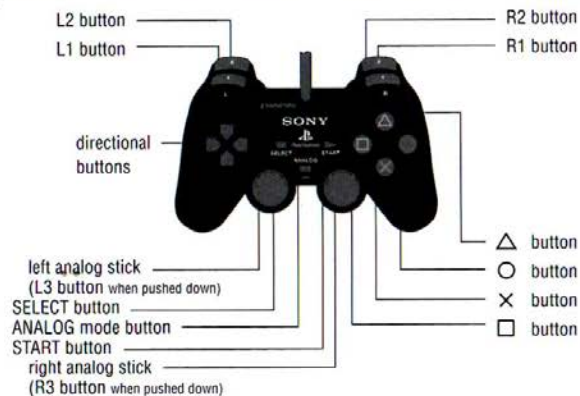 L2 button
L1 button
R2 button
R1 button
SONY
SELECT
START
ANALOG
directional
buttons
left analog stick
(L3 button when pushed down)
SELECT button
ANALOG mode button
START button
right analog stick
(R3 button when pushed down)
△ button
○ button
✕ button
□ button